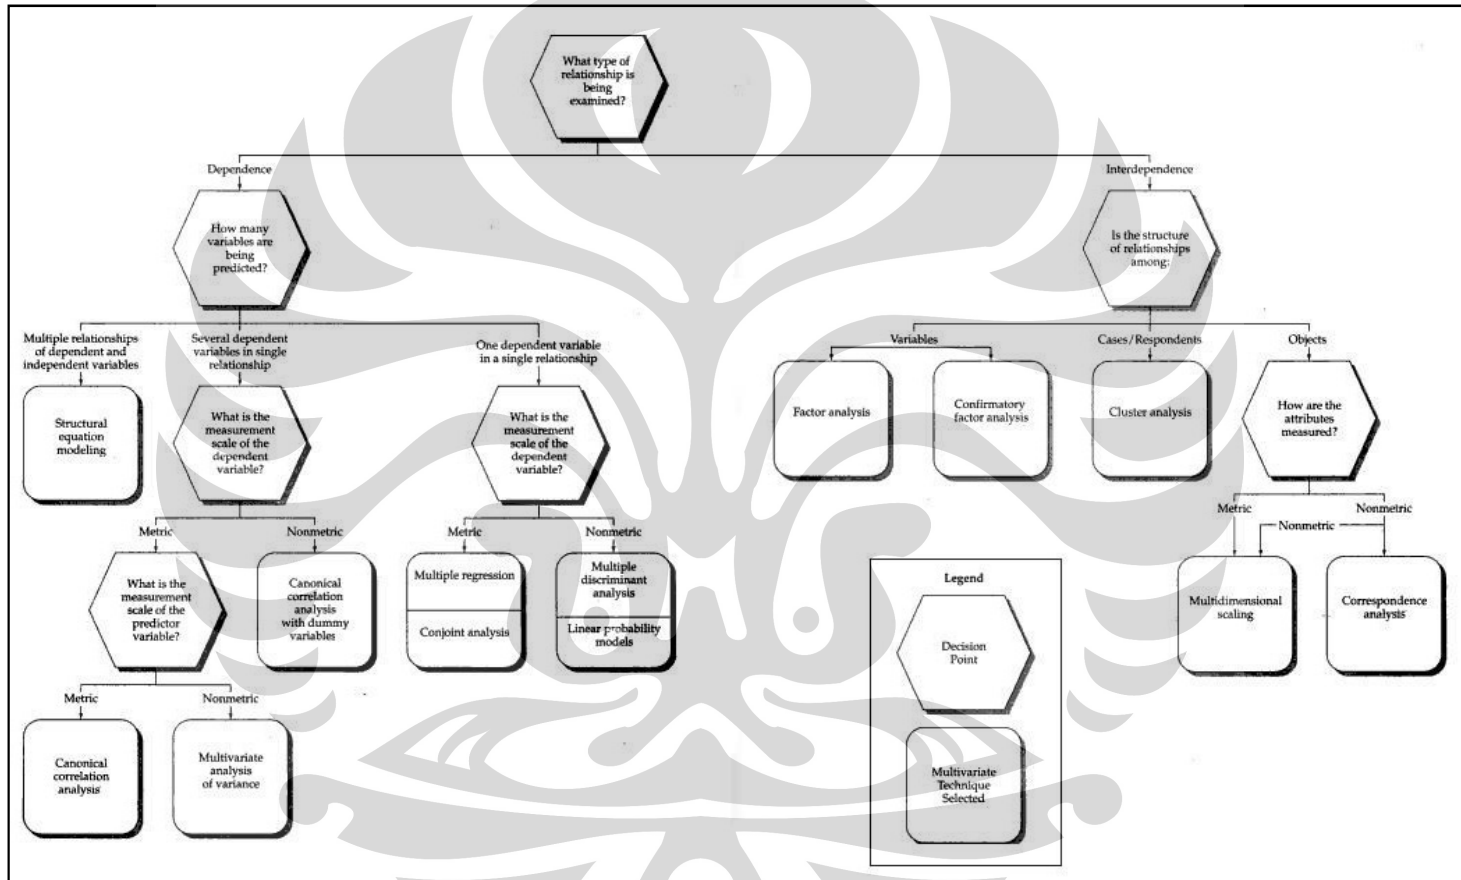 What type of
relationship is
being
examined?
Dependence
Interdependence
How many
variables are
being
predicted?
Is the structure
of relationships
among:
Multiple relationships
of dependent and
independent variables
Several dependent
variables in single
relationship
One dependent variable
in a single relationship
Variables
Cases/Respondents
Objects
Structural
equation
modeling
What is the
measurement
scale of the
dependent
variable?
What is the
measurement
scale of the
dependent
variable?
Factor analysis
Confirmatory
factor analysis
Cluster analysis
How are the
attributes
measured?
Metric
Nonmetric
Metric
Nonmetric
Metric
Nonmetric
Nonmetric
What is the
measurement
scale of the
predictor
variable?
Canonical
correlation
analysis
with dummy
variables
Multiple regression
Conjoint analysis
Multiple
discriminant
analysis
Linear probability
models
Legend
Decision
Point
Multidimensional
scaling
Correspondence
analysis
Metric
Nonmetric
Canonical
correlation
analysis
Multivariate
analysis
of variance
Multivariate
Technique
Selected